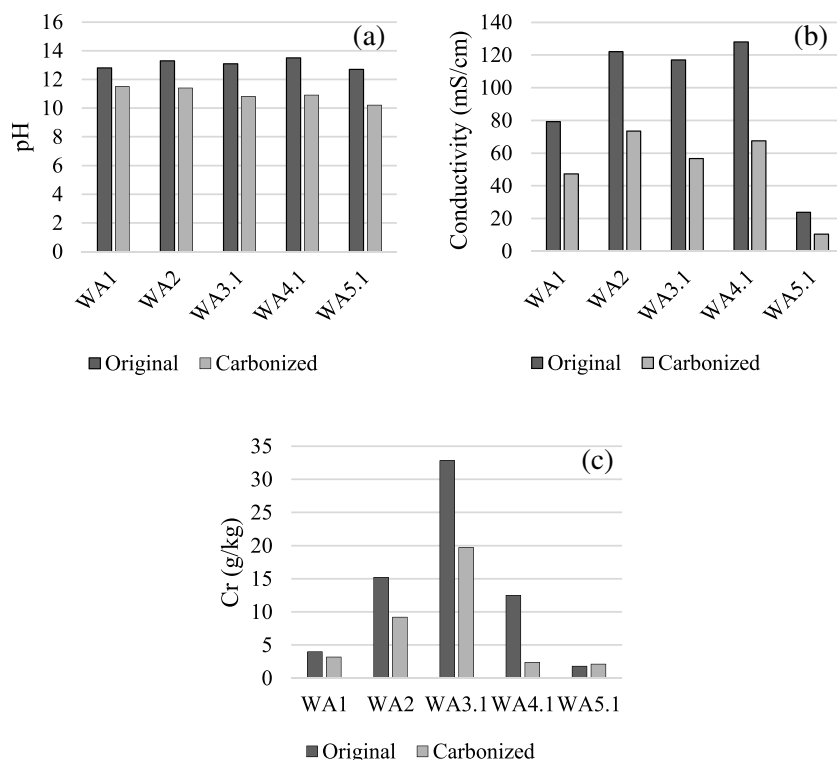 (a)
16
14
12
10
8
6
4
2
0
pH
WA1
WA2
WA3.1
WA4.1
WA5.1
Original
Carbonized
(b)
140
120
100
80
60
40
20
0
Conductivity (mS/cm)
WA1
WA2
WA3.1
WA4.1
WA5.1
Original
Carbonized
(c)
35
30
25
20
15
10
5
0
Cr (g/kg)
WA1 WA2 WA3.1 WA4.1 WA5.1
Original Carbonized